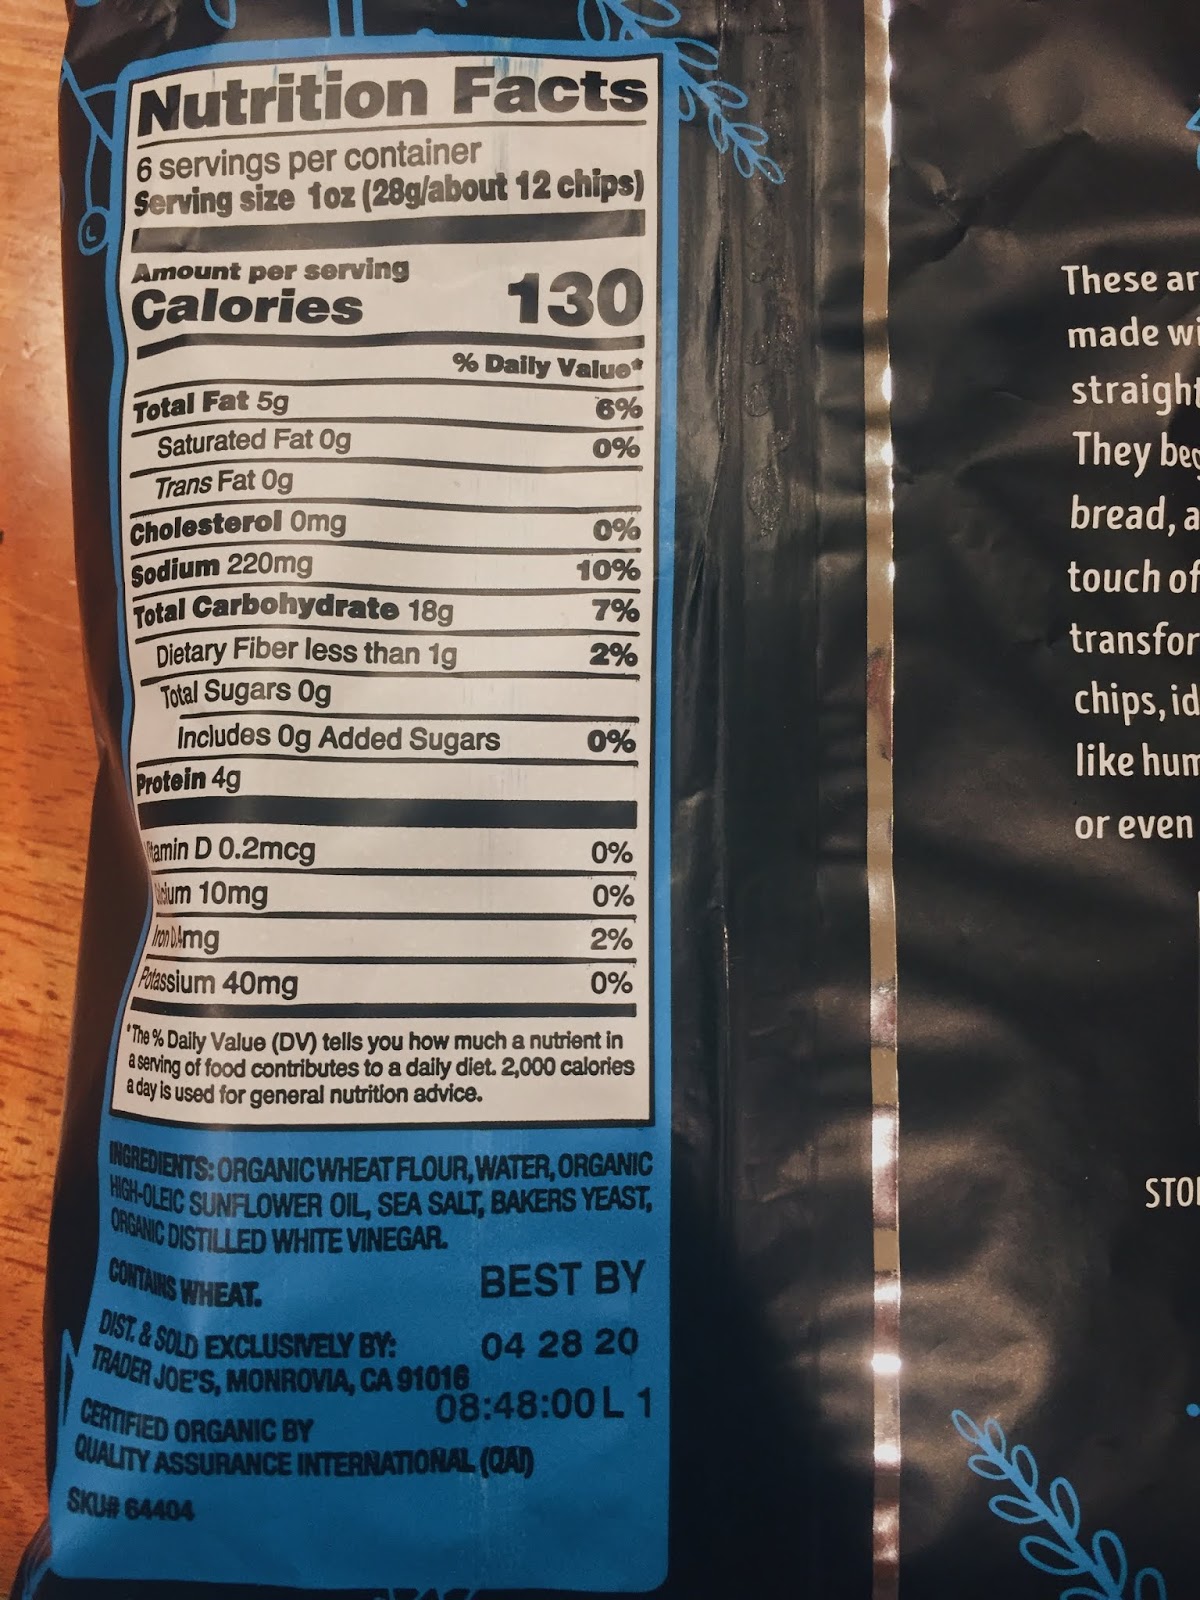 Nutrition Facts
6 servings per container
Serving size 1oz (28g/about 12 chips)
Amount per serving
Calories 130
% Daily Value*
Total Fat 5g 6%
Saturated Fat 0g 0%
Trans Fat 0g
Cholesterol 0mg 0%
Sodium 220mg 10%
Total Carbohydrate 18g 7%
Dietary Fiber less than 1g 2%
Total Sugars 0g
Includes 0g Added Sugars 0%
Protein 4g
Vitamin D 0.2mcg 0%
Calcium 10mg 0%
Iron 0.4mg 2%
Potassium 40mg 0%
*The % Daily Value (DV) tells you how much a nutrient in
a serving of food contributes to a daily diet. 2,000 calories
a day is used for general nutrition advice.
INGREDIENTS: ORGANIC WHEAT FLOUR, WATER, ORGANIC
HIGH-OLEIC SUNFLOWER OIL, SEA SALT, BAKERS YEAST,
ORGANIC DISTILLED WHITE VINEGAR.
CONTAINS WHEAT.
BEST BY
04 28 20
08:48:00 L 1
DIST. & SOLD EXCLUSIVELY BY:
TRADER JOE'S, MONROVIA, CA 91016
CERTIFIED ORGANIC BY
QUALITY ASSURANCE INTERNATIONAL (QAI)
SKU# 64404
L
These ar
made wi
straight
They beg
bread, a
touch of
transfor
chips, id
like hum
or even
STOR